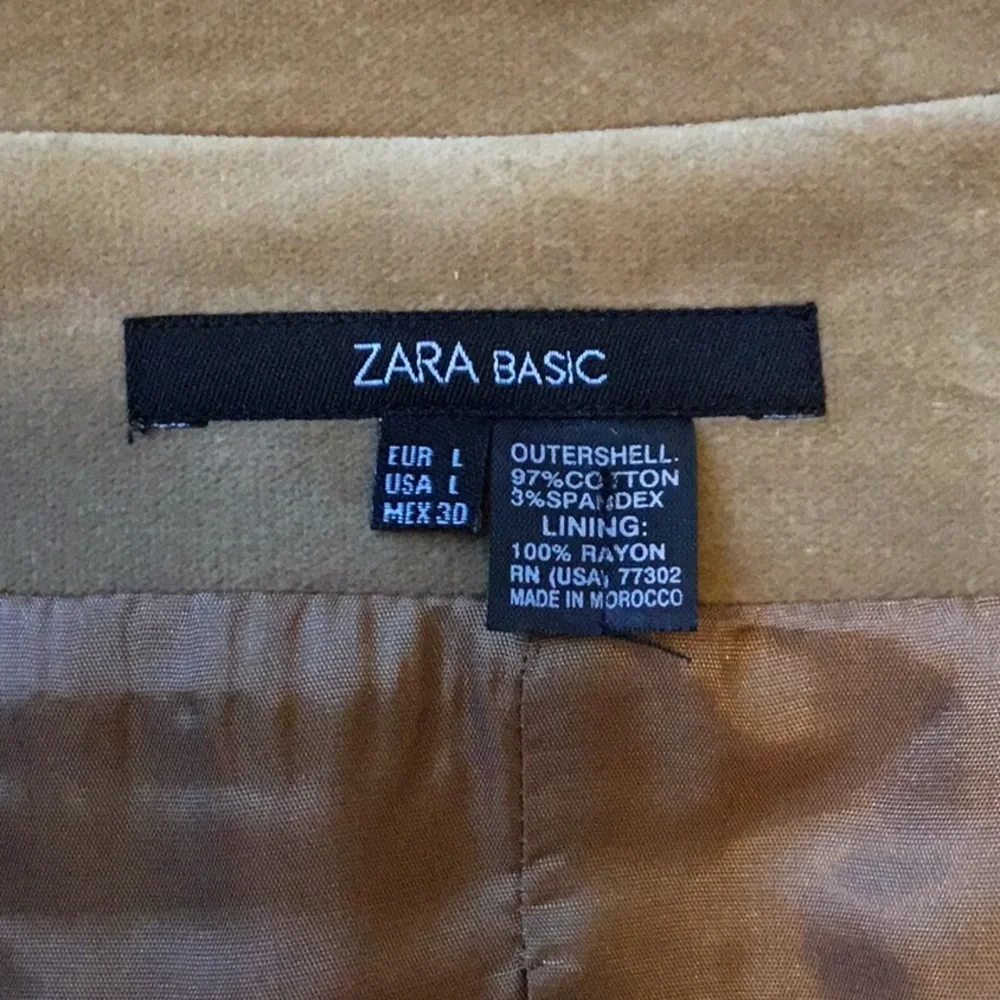 ZARA BASIC
EUR L
USA L
MEX 30
OUTERSHELL.
97%COTTON
3%SPANDEX
LINING:
100% RAYON
RN (USA) 77302
MADE IN MOROCCO